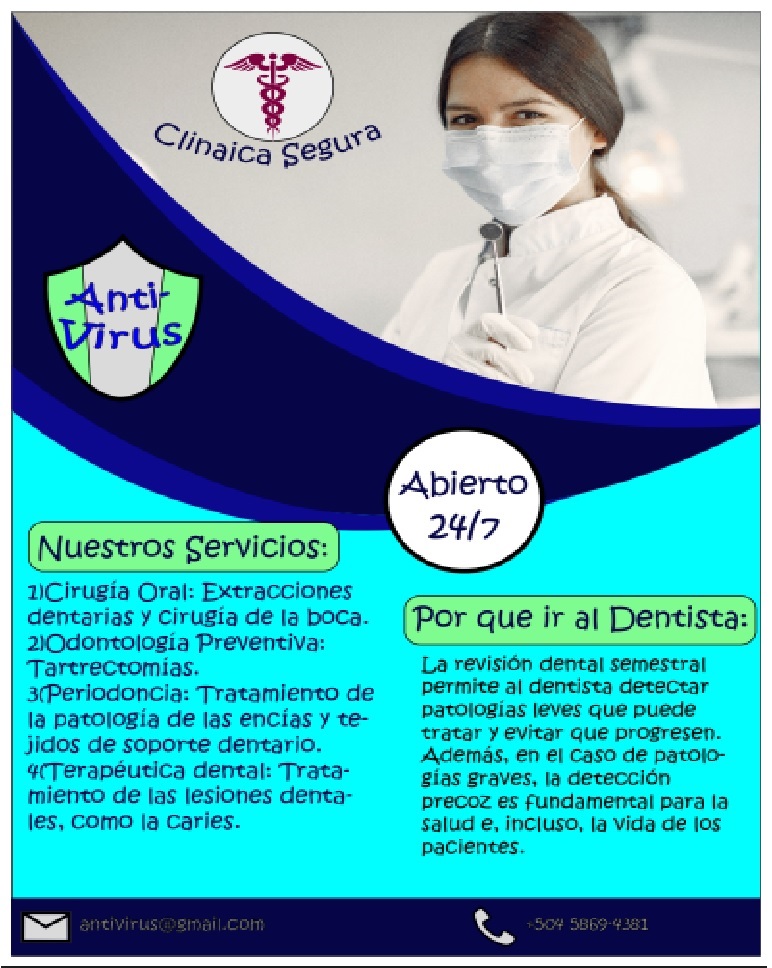 Clinaica Segura
Anti-
Virus
Abierto
24/7
Nuestros Servicios:
1)Cirugía Oral: Extracciones
dentarias y cirugía de la boca.
2)Odontología Preventiva:
Tartrectomías.
3(Periodoncia: Tratamiento de
la patología de las encías y te-
jidos de soporte dentario.
4(Terapéutica dental: Trata-
miento de las lesiones denta-
les, como la caries.
Por que ir al Dentista:
La revisión dental semestral
permite al dentista detectar
patologías leves que puede
tratar y evitar que progresen.
Además, en el caso de patolo-
gías graves, la detección
precoz es fundamental para la
salud e, incluso, la vida de los
pacientes.
antivirus@gmail.com
+504 5869-4381